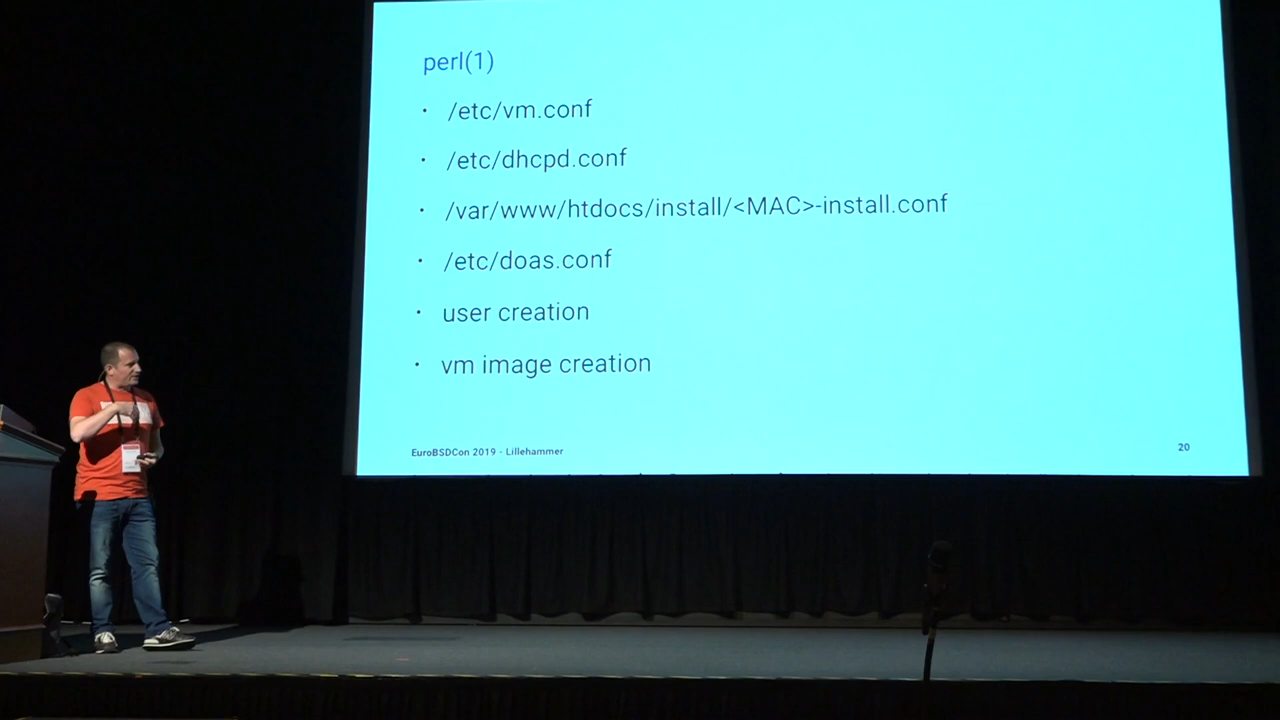 perl(1)
· /etc/vm.conf
· /etc/dhcpd.conf
· /var/www/htdocs/install/<MAC>-install.conf
· /etc/doas.conf
· user creation
· vm image creation
EuroBSDCon 2019 - Lillehammer
20